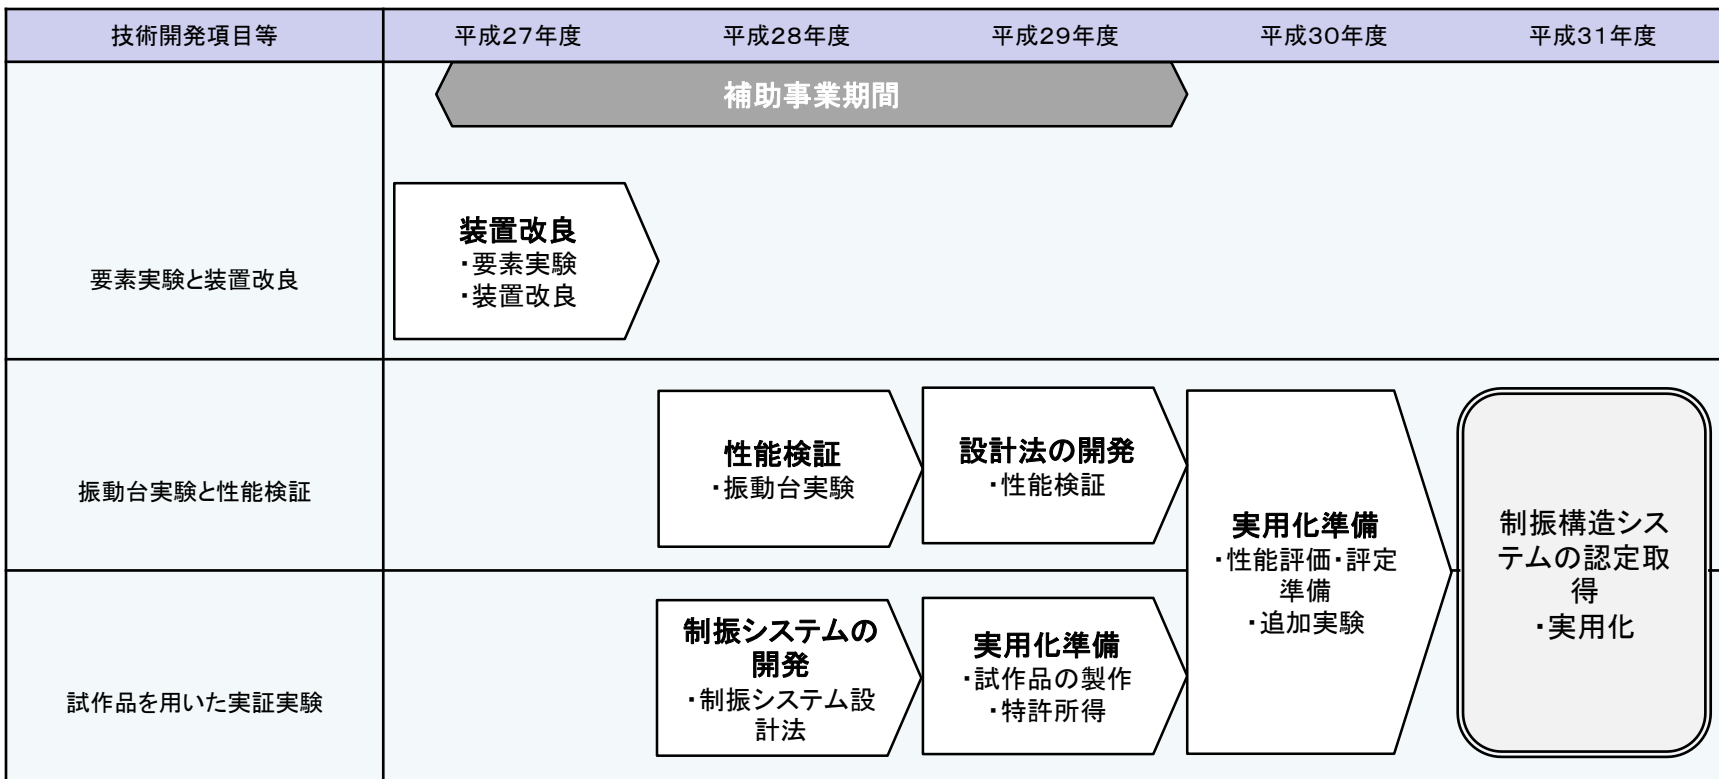 技術開発項目等
平成27年度
平成28年度
平成29年度
平成30年度
平成31年度
補助事業期間
要素実験と装置改良
装置改良
・要素実験
・装置改良
振動台実験と性能検証
性能検証
・振動台実験
設計法の開発
・性能検証
実用化準備
・性能評価・評定
準備
・追加実験
制振構造シス
テムの認定取
得
・実用化
試作品を用いた実証実験
制振システムの
開発
・制振システム設
計法
実用化準備
・試作品の製作
・特許所得